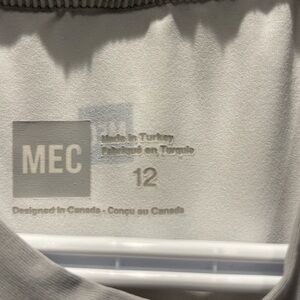 MEC
Made in Turkey
Fabriqué en Turquie
12
Designed in Canada - Conçu au Canada